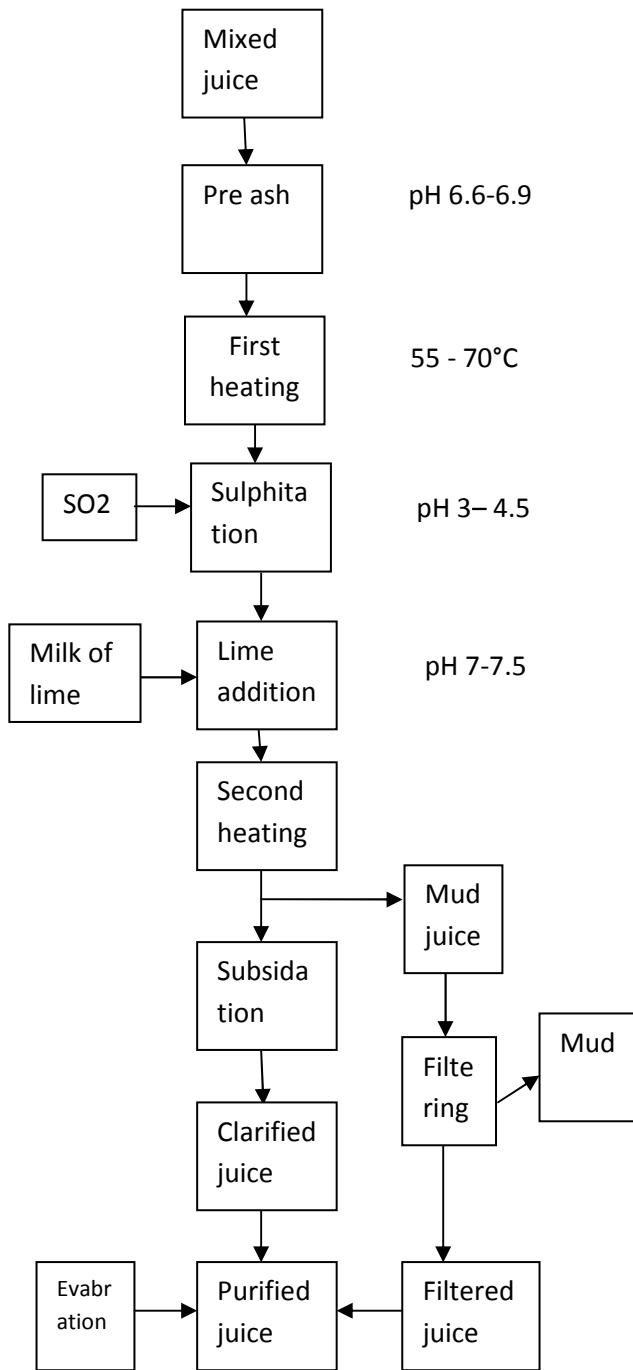 Mixed
juice
Pre ash
pH 6.6-6.9
First
heating
55 - 70°C
SO2
Sulphita
tion
pH 3– 4.5
Milk of
lime
Lime
addition
pH 7-7.5
Second
heating
Mud
juice
Subsida
tion
Filte
ring
Mud
Clarified
juice
Evabr
ation
Purified
juice
Filtered
juice